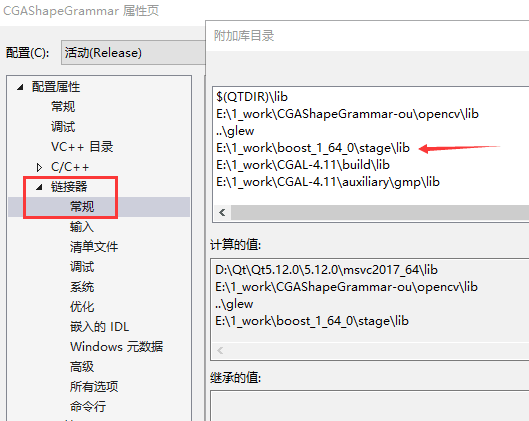 CGAShapeGrammar 属性页
配置(C):
活动(Release)
配置属性
常规
调试
VC++ 目录
C/C++
链接器
常规
输入
清单文件
调试
系统
优化
嵌入的 IDL
Windows 元数据
高级
所有选项
命令行
附加库目录
$(QTDIR)\lib
E:\1_work\CGAShapeGrammar-ou\opencv\lib
..\glew
E:\1_work\boost_1_64_0\stage\lib
E:\1_work\CGAL-4.11\build\lib
E:\1_work\CGAL-4.11\auxiliary\gmp\lib
计算的值:
D:\Qt\Qt5.12.0\5.12.0\msvc2017_64\lib
E:\1_work\CGAShapeGrammar-ou\opencv\lib
..\glew
E:\1_work\boost_1_64_0\stage\lib
继承的值: